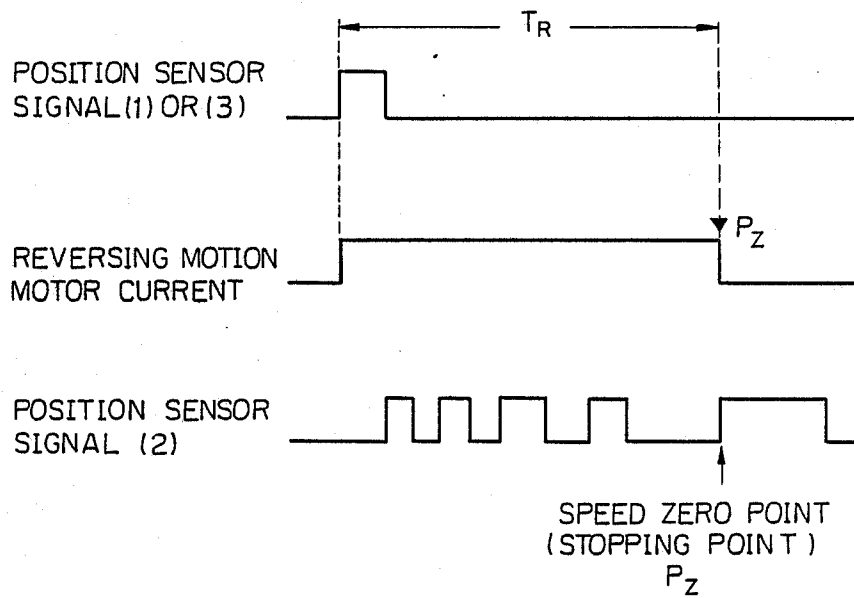 T_R
POSITION SENSOR
SIGNAL(1) OR (3)
P_Z
REVERSING MOTION
MOTOR CURRENT
POSITION SENSOR
SIGNAL (2)
SPEED ZERO POINT
(STOPPING POINT)
P_Z